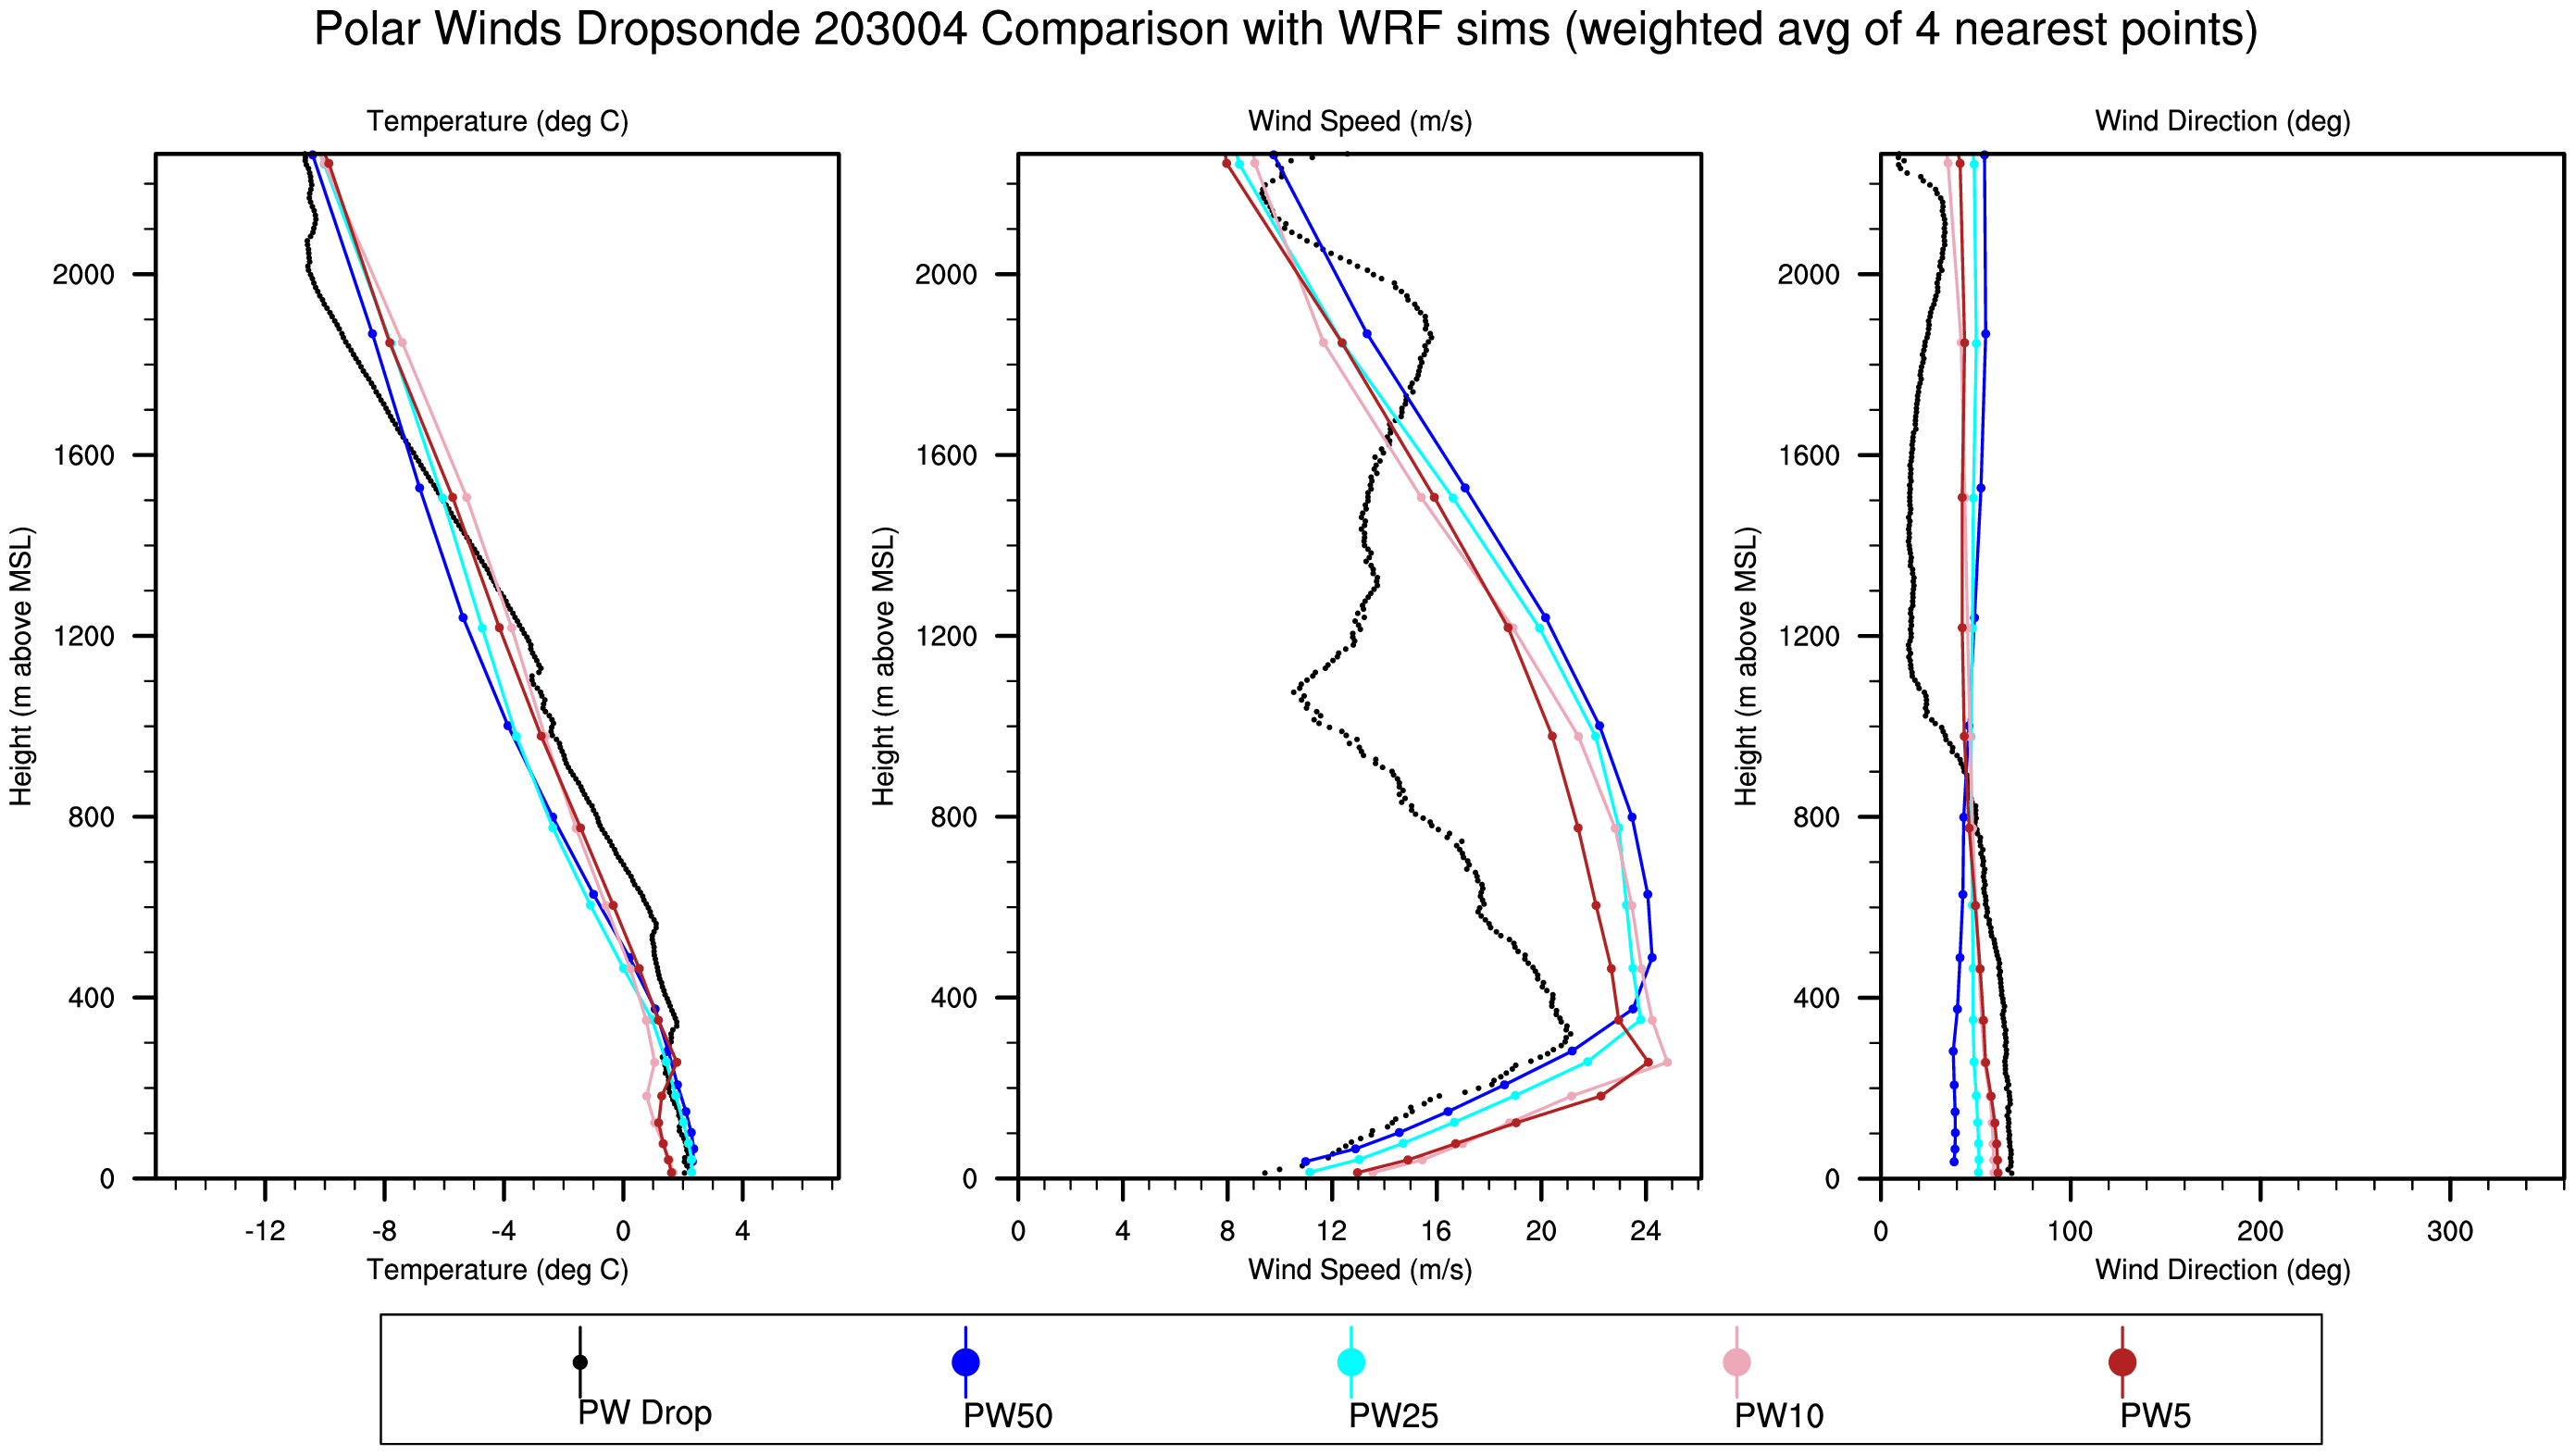 Polar Winds Dropsonde 203004 Comparison with WRF sims (weighted avg of 4 nearest points)
Temperature (deg C)
Wind Speed (m/s)
Wind Direction (deg)
Height (m above MSL)
2000
1600
1200
800
400
0
-12 -8 -4 0 4
Temperature (deg C)
Height (m above MSL)
2000
1600
1200
800
400
0
0 4 8 12 16 20 24
Wind Speed (m/s)
Height (m above MSL)
2000
1600
1200
800
400
0
0 100 200 300
Wind Direction (deg)
PW Drop PW50 PW25 PW10 PW5